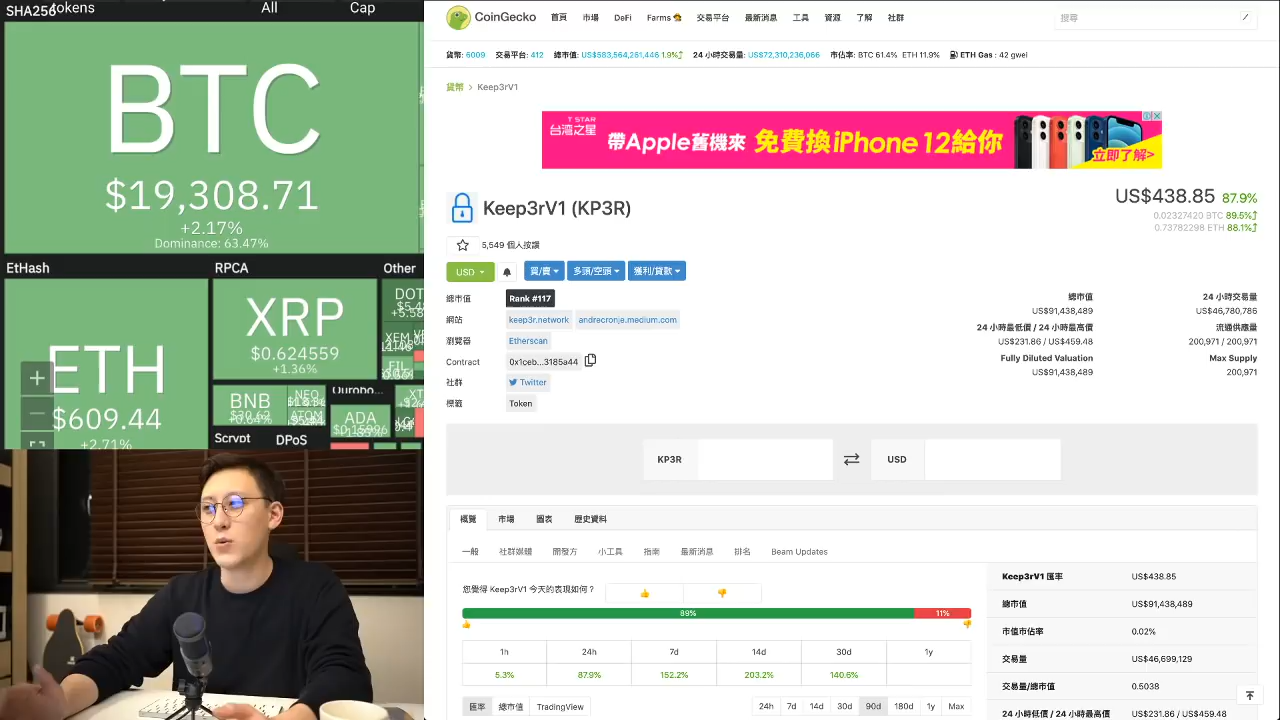 SHA256
okens
All
Cap
BTC
$19,308.71
+2.17%
Dominance: 63.47%
EtHash
RPCA
Other
ETH
$609.44
+2.71%
XRP
$0.624559
+1.36%
DOT
BNB
$30.62
+0.64%
NEO
ATOM
Ourobo...
ADA
XEM
Scrypt
DPoS
CoinGecko
首頁
市場
DeFi
Farms
交易平台
最新消息
工具
資源
了解
社群
搜尋
/
貨幣: 6009
交易平台: 412
總市值: US$583,564,261,446 1.9%
24 小時交易量: US$72,310,236,066
市佔率: BTC 61.4% ETH 11.9%
ETH Gas : 42 gwei
貨幣 > Keep3rV1
T STAR
台灣之星
帶Apple舊機來 免費換iPhone 12給你
立即了解>
Keep3rV1 (KP3R)
US$438.85 87.9%
0.02327420 BTC 89.5%
0.73782298 ETH 88.1%
5,549 個人按讚
USD
買/賣
多頭/空頭
獲利/貸款
總市值
Rank #117
網站
keep3r.network
andrecronje.medium.com
瀏覽器
Etherscan
Contract
0x1ceb...3185a44
社群
Twitter
標籤
Token
總市值
US$91,438,489
24 小時交易量
US$46,780,786
24 小時最低價 / 24 小時最高價
US$231.86 / US$459.48
流通供應量
200,971 / 200,971
Fully Diluted Valuation
US$91,438,489
Max Supply
200,971
KP3R
USD
概覽
市場
圖表
歷史資料
一般
社群媒體
開發方
小工具
指南
最新消息
排名
Beam Updates
您覺得 Keep3rV1 今天的表現如何？
89%
11%
1h
24h
7d
14d
30d
1y
5.3%
87.9%
152.2%
203.2%
140.6%
匯率
總市值
TradingView
24h
7d
14d
30d
90d
180d
1y
Max
Keep3rV1 匯率
US$438.85
總市值
US$91,438,489
市值市佔率
0.02%
交易量
US$46,699,129
交易量/總市值
0.5038
24 小時低價 / 24 小時高價
US$231.86 / US$459.48